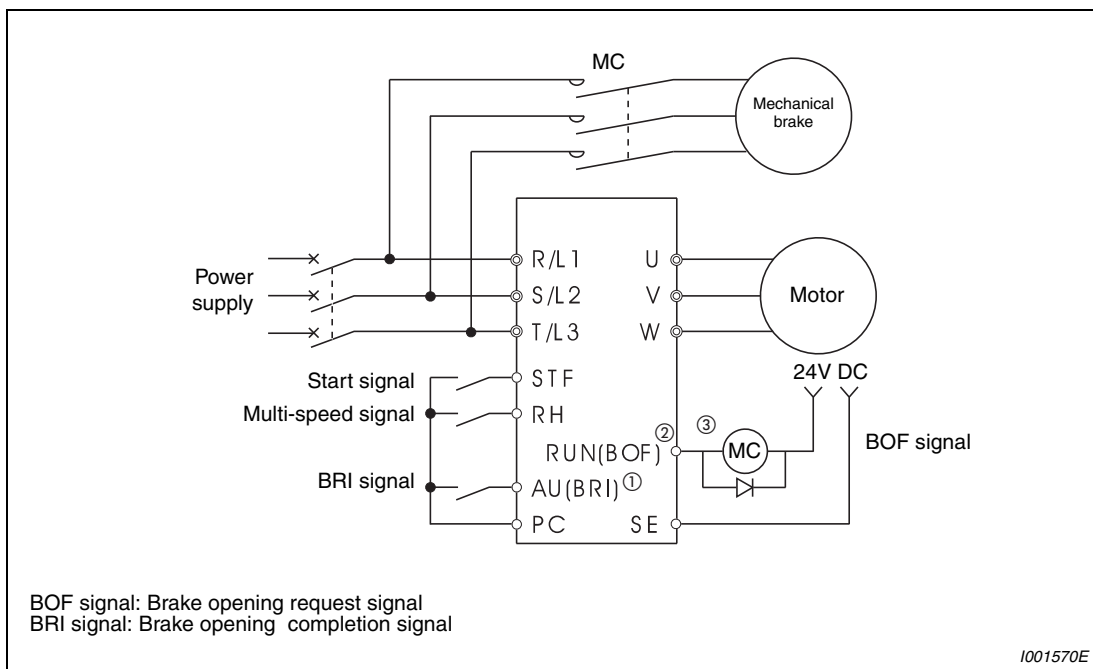 MC
Mechanical
brake
R/L1 U
Power
supply
S/L2 V
Motor
T/L3 W
24V DC
Start signal STF
Multi-speed signal RH
RUN(BOF) ② ③ MC
BOF signal
BRI signal AU(BRI) ①
PC SE
BOF signal: Brake opening request signal
BRI signal: Brake opening completion signal
I001570E